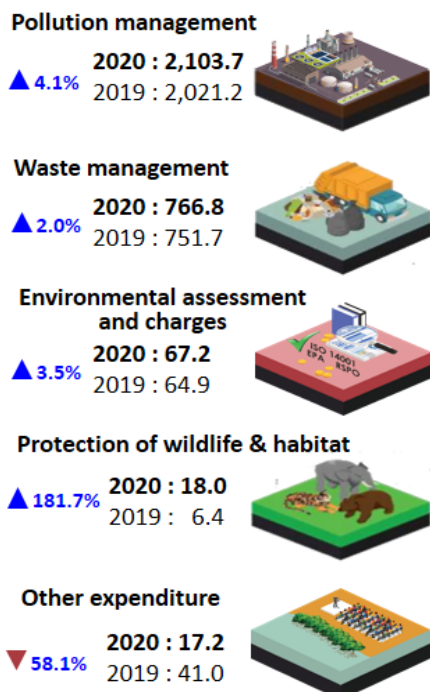 Pollution management
2020 : 2,103.7
▲ 4.1%
2019 : 2,021.2
Waste management
2020 : 766.8
▲ 2.0%
2019 : 751.7
Environmental assessment
and charges
2020 : 67.2
▲ 3.5%
2019 : 64.9
ISO 14001
EPA RSPO
Protection of wildlife & habitat
2020 : 18.0
▲ 181.7%
2019 : 6.4
Other expenditure
2020 : 17.2
▼ 58.1%
2019 : 41.0